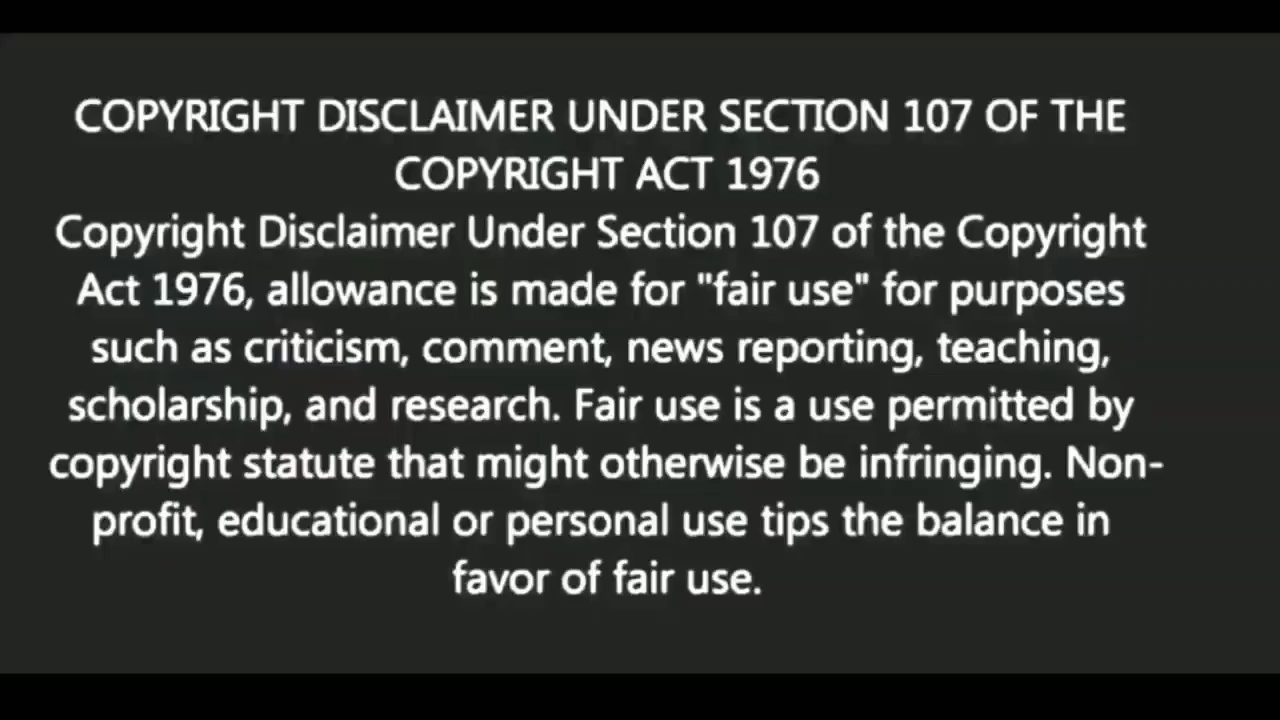 COPYRIGHT DISCLAIMER UNDER SECTION 107 OF THE
COPYRIGHT ACT 1976
Copyright Disclaimer Under Section 107 of the Copyright
Act 1976, allowance is made for "fair use" for purposes
such as criticism, comment, news reporting, teaching,
scholarship, and research. Fair use is a use permitted by
copyright statute that might otherwise be infringing. Non-
profit, educational or personal use tips the balance in
favor of fair use.